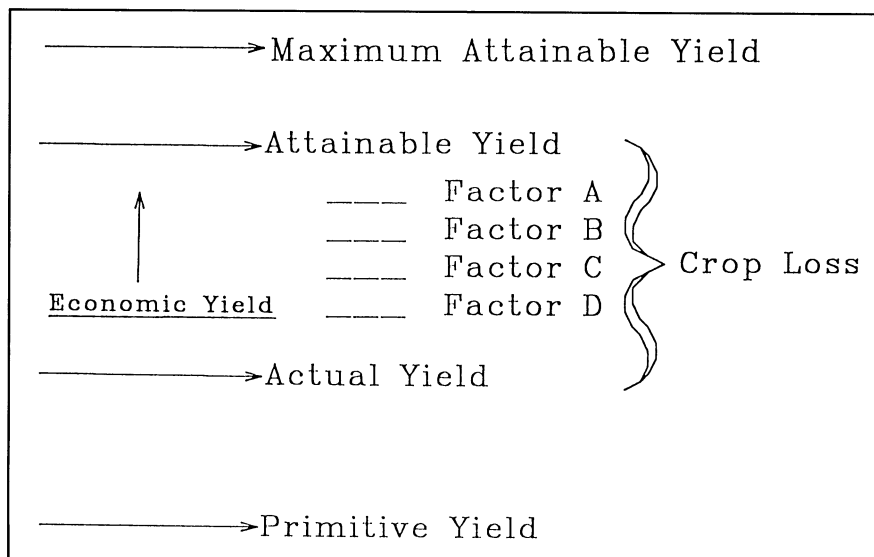 Maximum Attainable Yield
Attainable Yield
Factor A
Factor B
Factor C
Crop Loss
Factor D
Economic Yield
Actual Yield
Primitive Yield